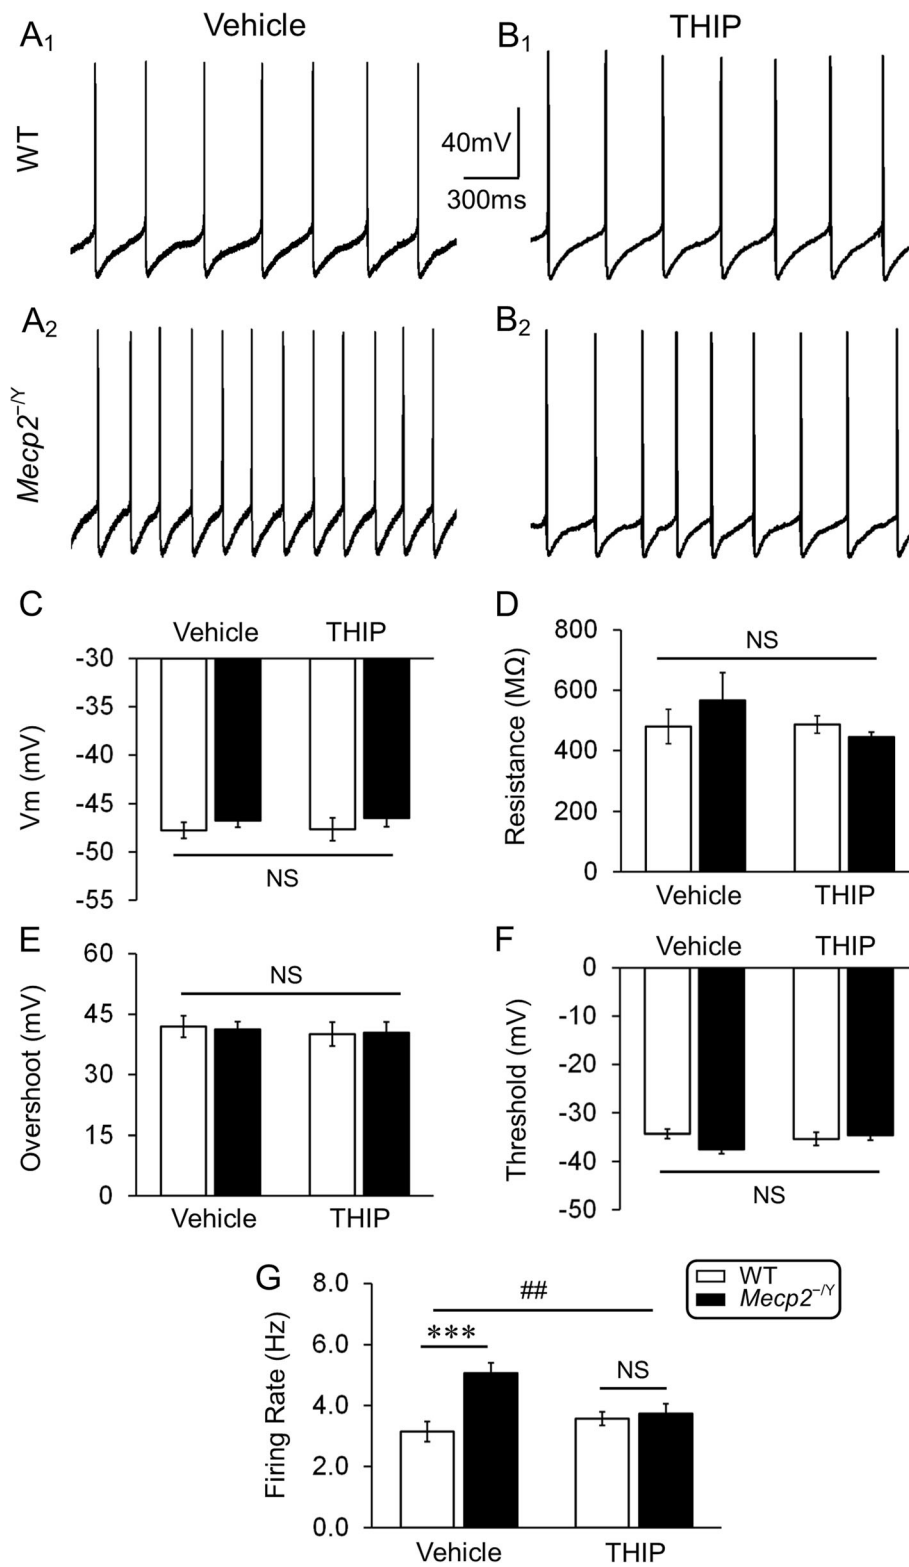 A1 Vehicle B1 THIP
WT
40mV
300ms
A2 B2
Mecp2−/Y
C
Vehicle THIP
-30
-35
-40
-45
-50
-55
Vm (mV)
NS
D
800
600
400
200
0
Resistance (MΩ)
NS
Vehicle THIP
E
60
45
30
15
0
Overshoot (mV)
NS
Vehicle THIP
F
Vehicle THIP
0
-10
-20
-30
-40
-50
Threshold (mV)
NS
G
8.0
6.0
4.0
2.0
0.0
Firing Rate (Hz)
##
***
NS
WT
Mecp2−/Y
Vehicle THIP